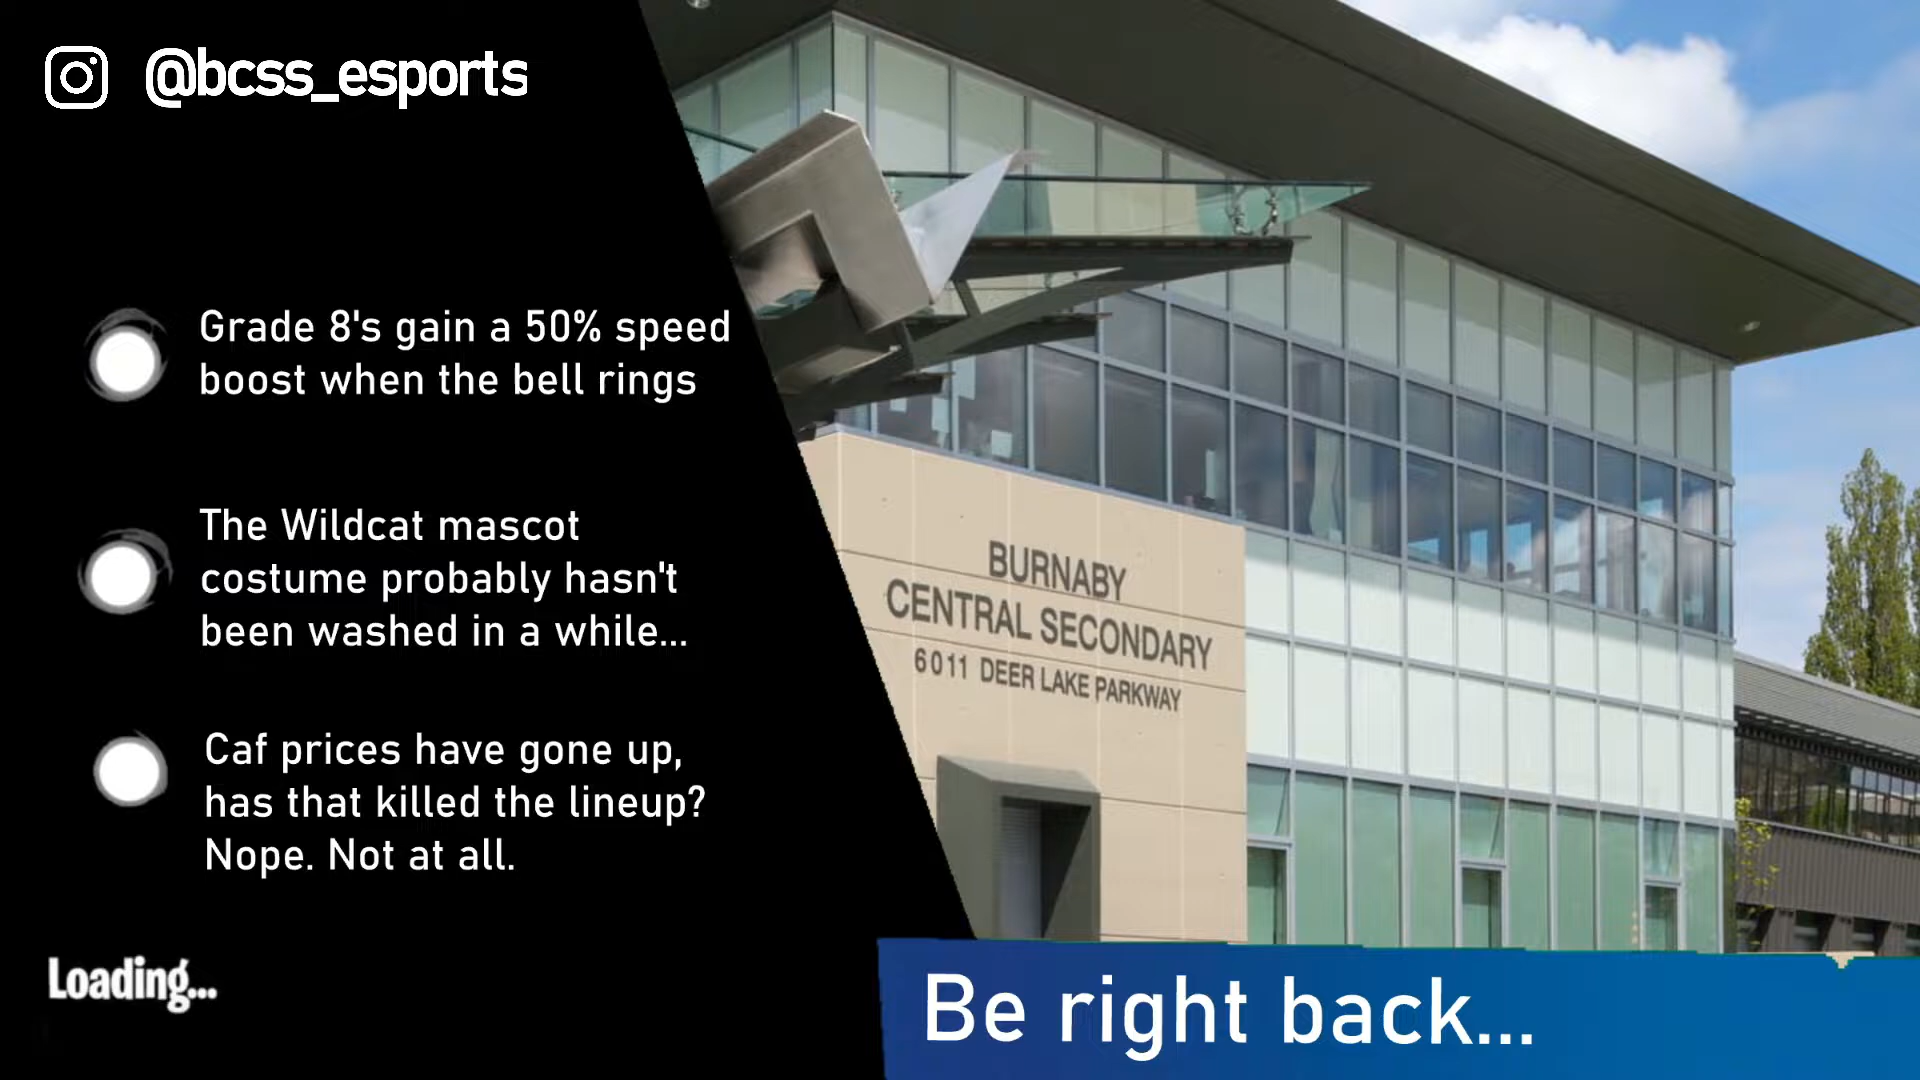 @bcss_esports
Grade 8's gain a 50% speed
boost when the bell rings
The Wildcat mascot
costume probably hasn't
been washed in a while...
Caf prices have gone up,
has that killed the lineup?
Nope. Not at all.
Loading...
BURNABY
CENTRAL SECONDARY
6011 DEER LAKE PARKWAY
Be right back...